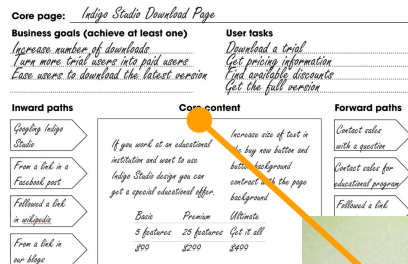 Core page: Indigo Studio Download Page
Business goals (achieve at least one)
Increase number of downloads
Turn more trial users into paid users
Ease users to download the latest version
User tasks
Download a trial
Get pricing information
Find available discounts
Get the full version
Inward paths
Googling Indigo
Studio
From a link in a
Facebook post
Followed a link
in wikipedia
From a link in
our blogs
Core content
If you work at an educational
institution and want to use
Indigo Studio design you can
get a special educational offer.
Increase size of text in
the buy now button and
button background
contrast with the page
background
Basic Premium Ultimate
5 features 25 features Get it all
$99 $299 $499
Forward paths
Contact sales
with a question
Contact sales for
educational program
Followed a link